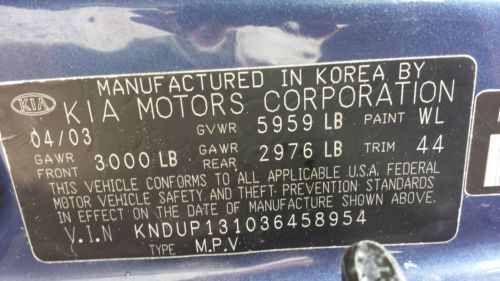 MANUFACTURED IN KOREA BY
KIA KIA MOTORS CORPORATION
04/03 GVWR 5959 LB PAINT WL
GAWR FRONT 3000 LB GAWR REAR 2976 LB TRIM 44
THIS VEHICLE CONFORMS TO ALL APPLICABLE U.S.A. FEDERAL
MOTOR VEHICLE SAFETY AND THEFT PREVENTION STANDARDS
IN EFFECT ON THE DATE OF MANUFACTURE SHOWN ABOVE.
V.I.N KNDUP131036458954
TYPE M.P.V